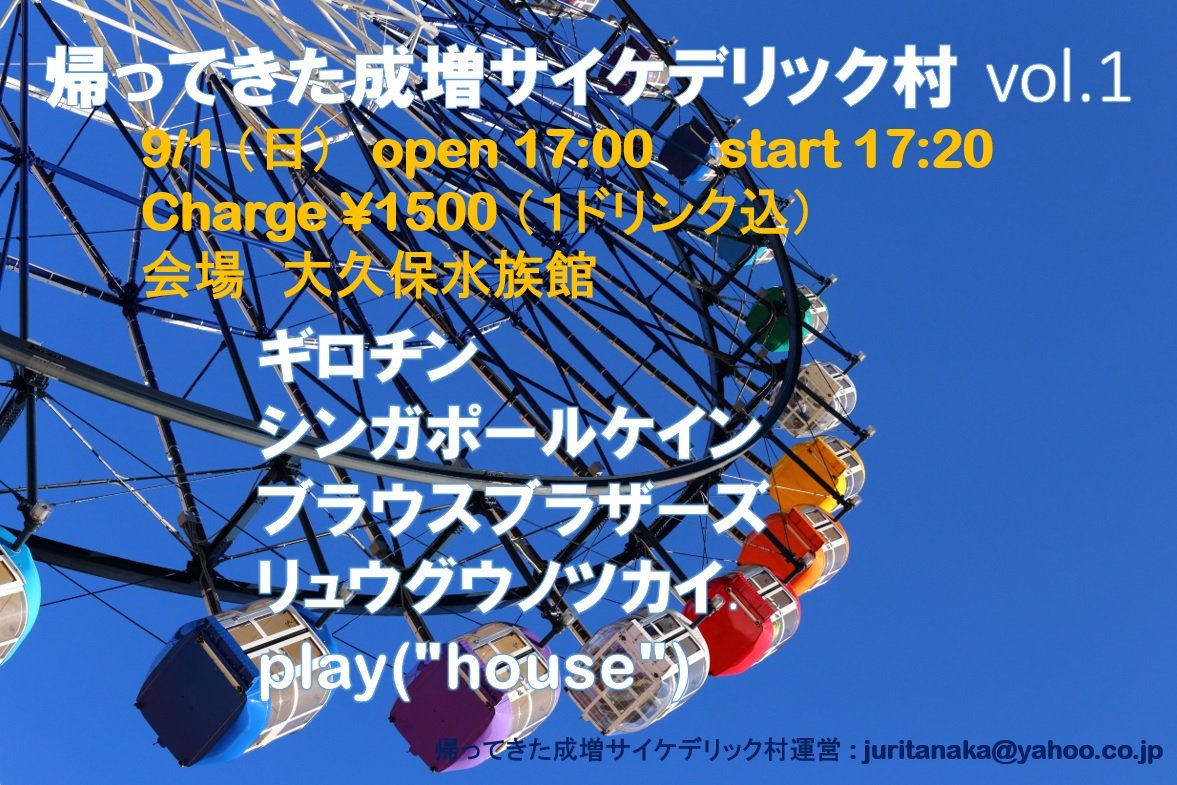 帰ってきた成増サイケデリック村 vol.1
9/1（日） open 17:00 start 17:20
Charge ¥1500（１ドリンク込）
会場　大久保水族館
ギロチン
シンガポールケイン
ブラウスブラザーズ
リュウグウノツカイ.
play("house")
帰ってきた成増サイケデリック村運営 : juritanaka@yahoo.co.jp